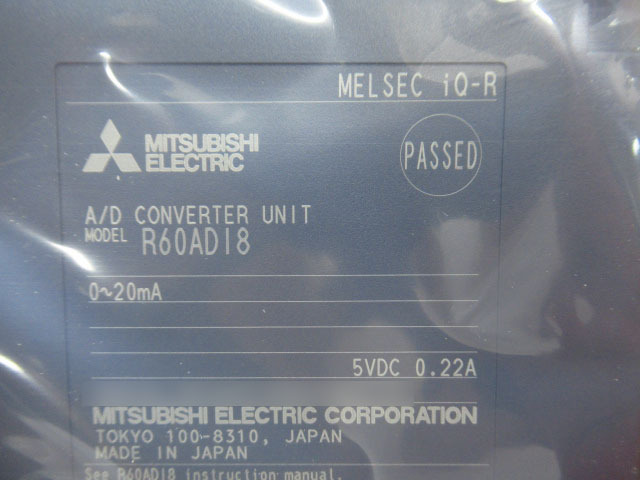 MELSEC iQ-R
MITSUBISHI
ELECTRIC
PASSED
A/D CONVERTER UNIT
MODEL R60ADI8
0~20mA
5VDC 0.22A
MITSUBISHI ELECTRIC CORPORATION
TOKYO 100-8310, JAPAN
MADE IN JAPAN
See R60ADI8 instruction manual.